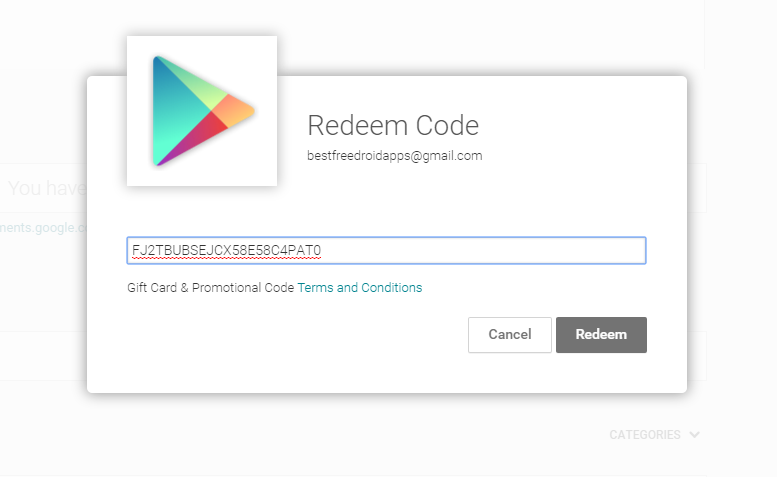 Redeem Code
bestfreedroidapps@gmail.com
You have
ments.google.c
FJ2TBUBSEJCX58E58C4PAT0
Gift Card & Promotional Code Terms and Conditions
Cancel Redeem
CATEGORIES